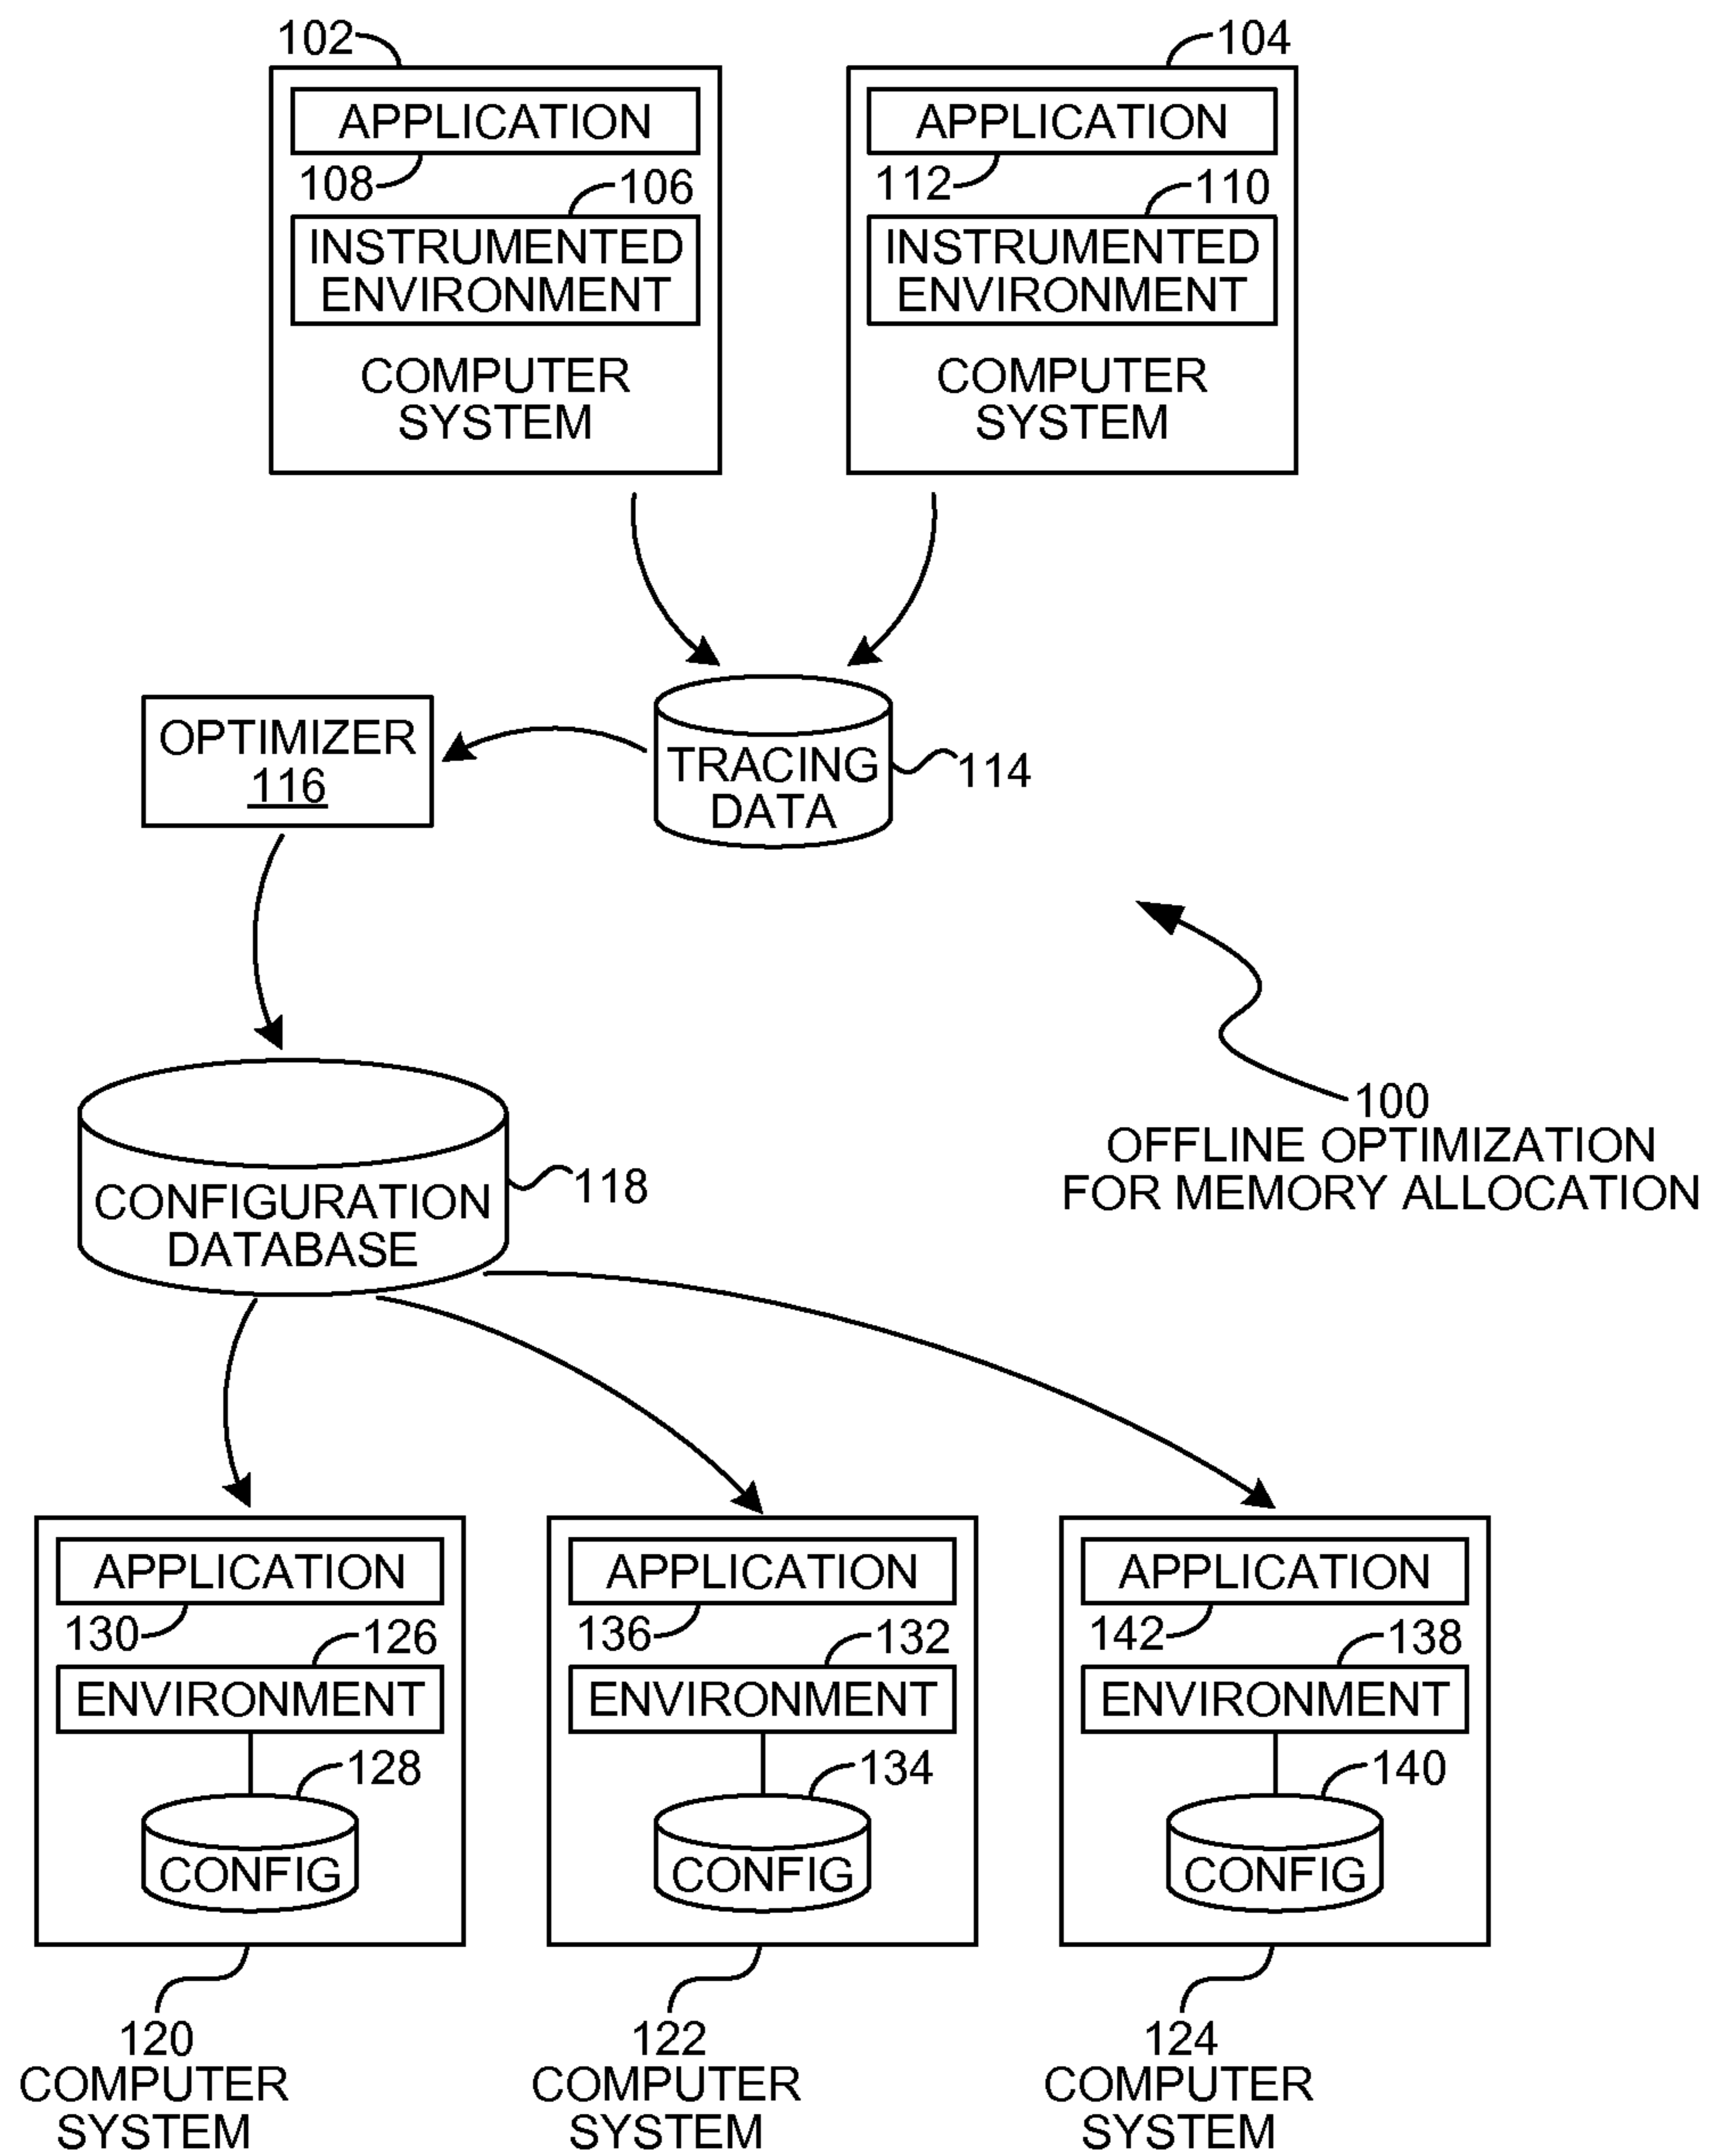 102
104
APPLICATION
APPLICATION
108
106
112
110
INSTRUMENTED
ENVIRONMENT
INSTRUMENTED
ENVIRONMENT
COMPUTER
SYSTEM
COMPUTER
SYSTEM
OPTIMIZER
116
TRACING
DATA
114
100
OFFLINE OPTIMIZATION
FOR MEMORY ALLOCATION
CONFIGURATION
DATABASE
118
APPLICATION
130
126
ENVIRONMENT
128
CONFIG
120
COMPUTER
SYSTEM
APPLICATION
136
132
ENVIRONMENT
134
CONFIG
122
COMPUTER
SYSTEM
APPLICATION
142
138
ENVIRONMENT
140
CONFIG
124
COMPUTER
SYSTEM